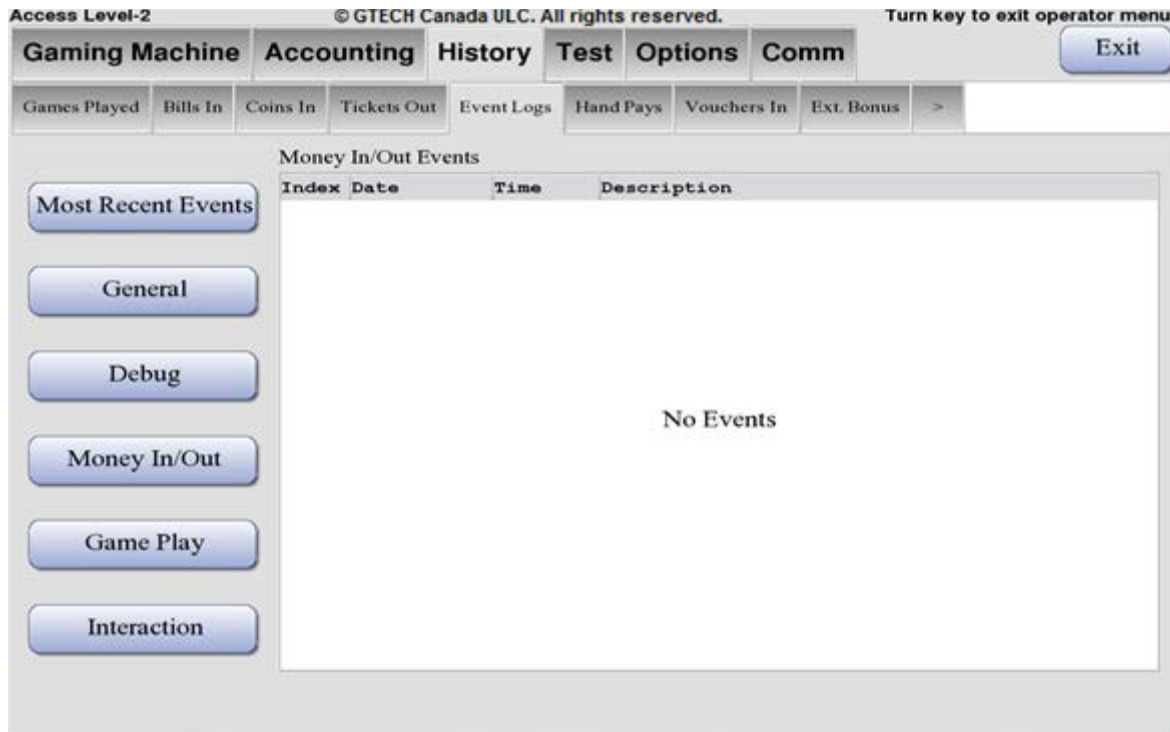 Access Level-2 © GTECH Canada ULC. All rights reserved. Turn key to exit operator menu
Gaming Machine Accounting History Test Options Comm Exit
Games Played Bills In Coins In Tickets Out Event Logs Hand Pays Vouchers In Ext. Bonus >
Money In/Out Events
Index Date Time Description
Most Recent Events
General
Debug
No Events
Money In/Out
Game Play
Interaction